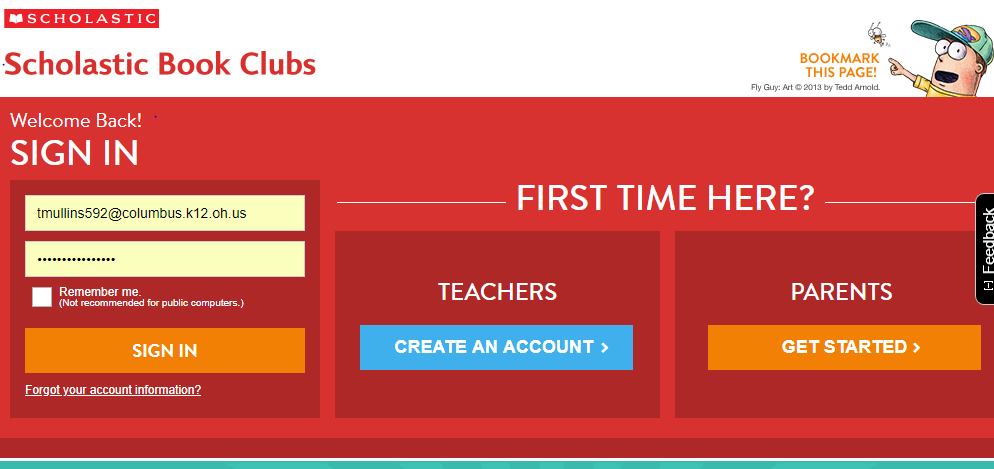 SCHOLASTIC
Scholastic Book Clubs
BOOKMARK
THIS PAGE!
Fly Guy: Art © 2013 by Tedd Arnold.
Welcome Back!
SIGN IN
tmullins592@columbus.k12.oh.us
••••••••••••••••
Remember me.
(Not recommended for public computers.)
SIGN IN
Forgot your account information?
FIRST TIME HERE?
TEACHERS
CREATE AN ACCOUNT >
PARENTS
GET STARTED >
[-] Feedback